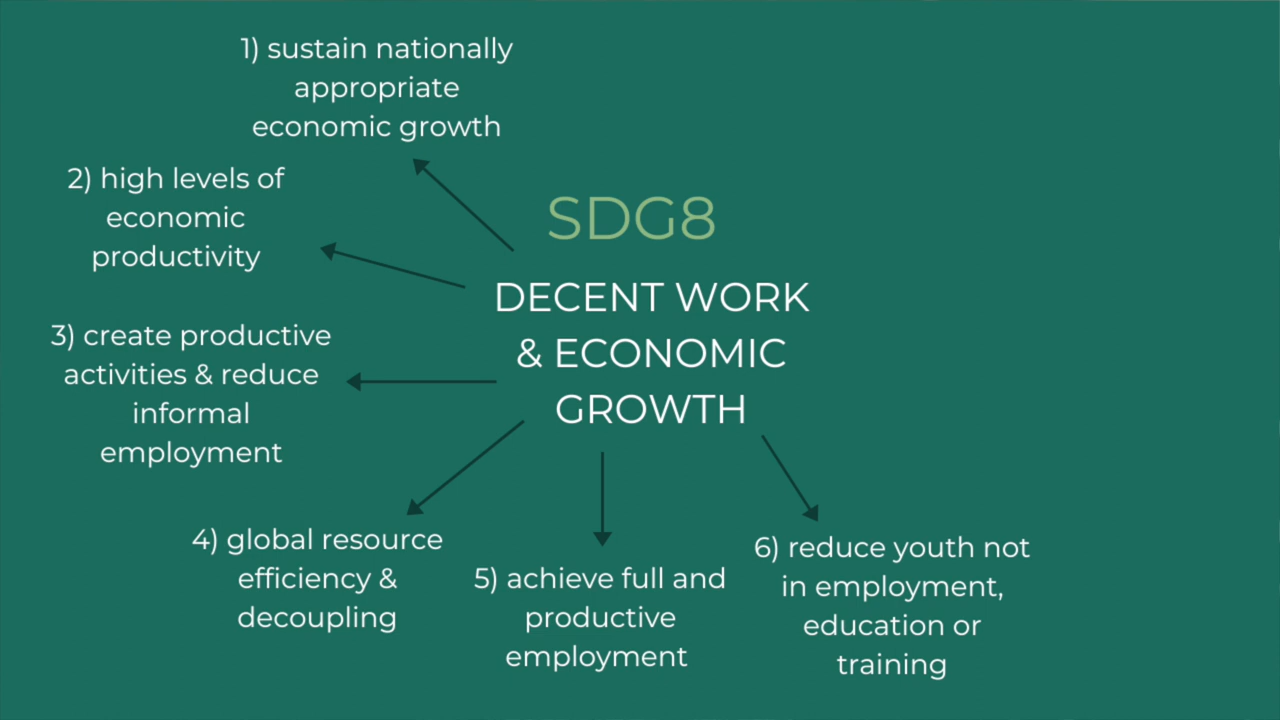 1) sustain nationally
appropriate
economic growth
2) high levels of
economic
productivity
SDG8
DECENT WORK
& ECONOMIC
GROWTH
3) create productive
activities & reduce
informal
employment
4) global resource
efficiency &
decoupling
5) achieve full and
productive
employment
6) reduce youth not
in employment,
education or
training